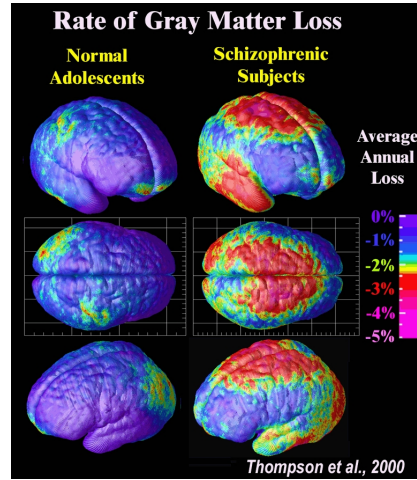 Rate of Gray Matter Loss
Normal
Adolescents
Schizophrenic
Subjects
Average
Annual
Loss
0%
-1%
-2%
-3%
-4%
-5%
Thompson et al., 2000